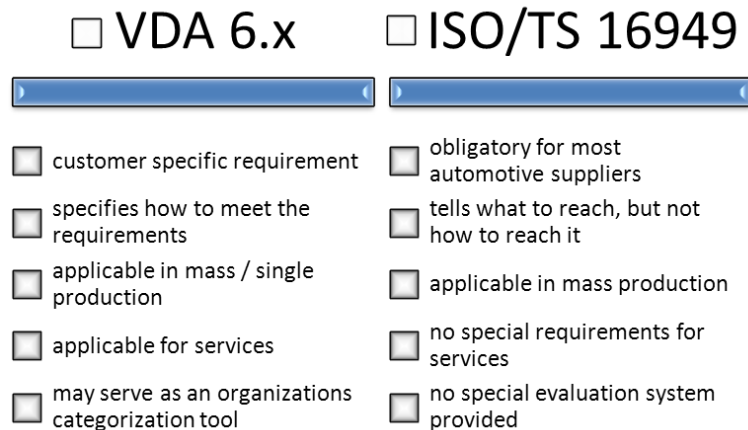 VDA 6.x
ISO/TS 16949
customer specific requirement
specifies how to meet the
requirements
applicable in mass / single
production
applicable for services
may serve as an organizations
categorization tool
obligatory for most
automotive suppliers
tells what to reach, but not
how to reach it
applicable in mass production
no special requirements for
services
no special evaluation system
provided